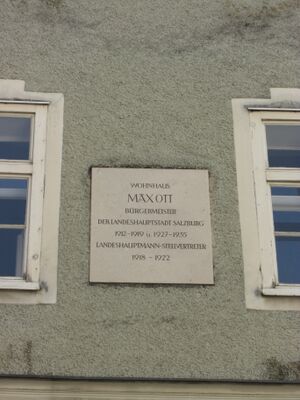 WOHNHAUS
MAX OTT
BÜRGERMEISTER
DER LANDESHAUPTSTADT SALZBURG
1912-1919 u. 1927-1935
LANDESHAUPTMANN-STELLVERTRETER
1918 - 1922